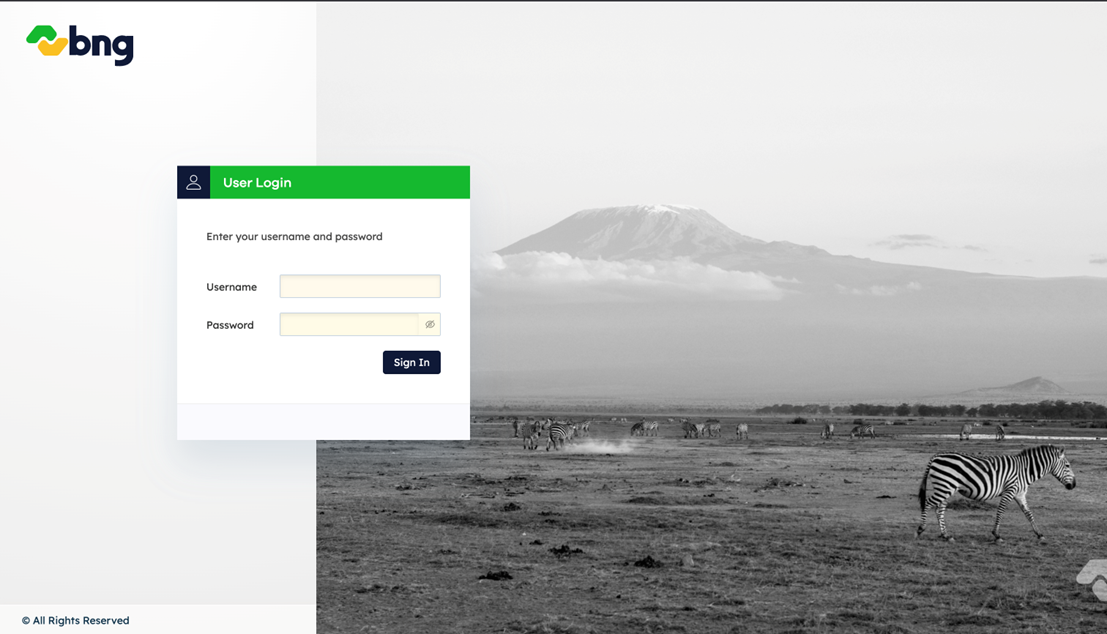 bng
User Login
Enter your username and password
Username
Password
Sign In
© All Rights Reserved